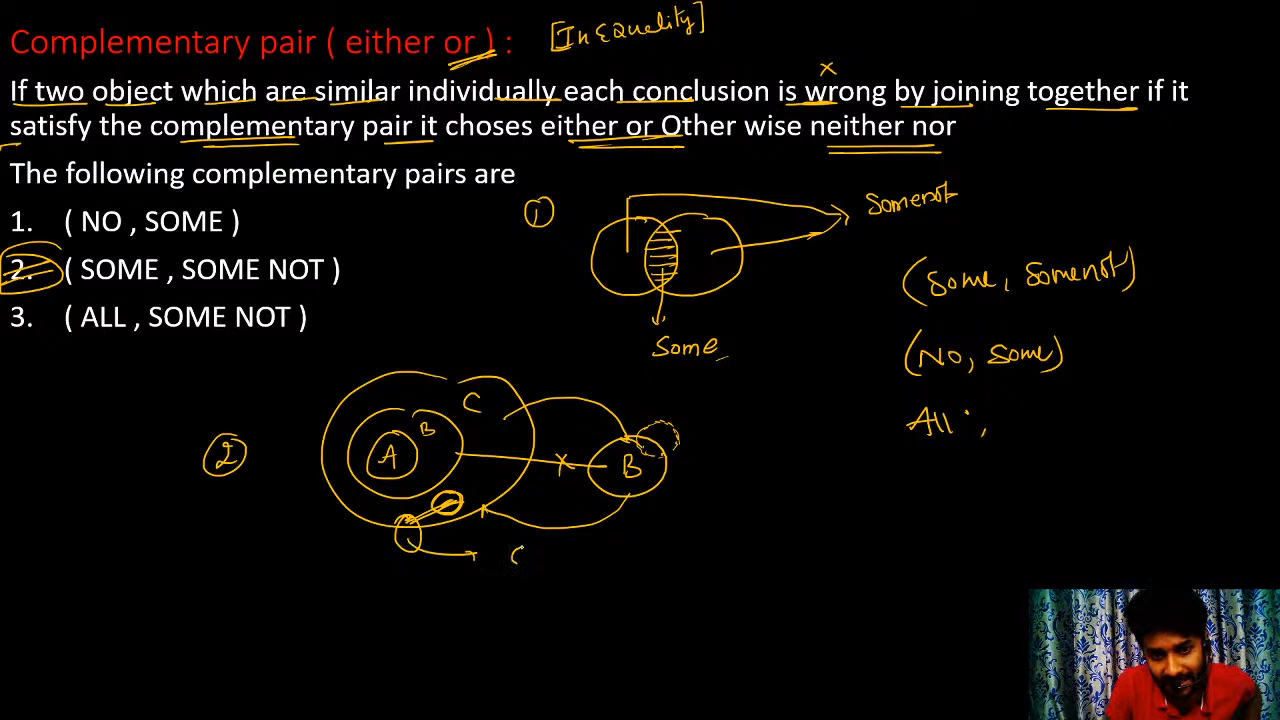 Complementary pair ( either or ) : [InEquality]
x
If two object which are similar individually each conclusion is wrong by joining together if it
satisfy the complementary pair it choses either or Other wise neither nor
The following complementary pairs are
1. ( NO , SOME )
2. ( SOME , SOME NOT )
3. ( ALL , SOME NOT )
1
Somenot
Some
(Some, Somenot)
(No, Some)
All ,
2
A
B
C
B
C